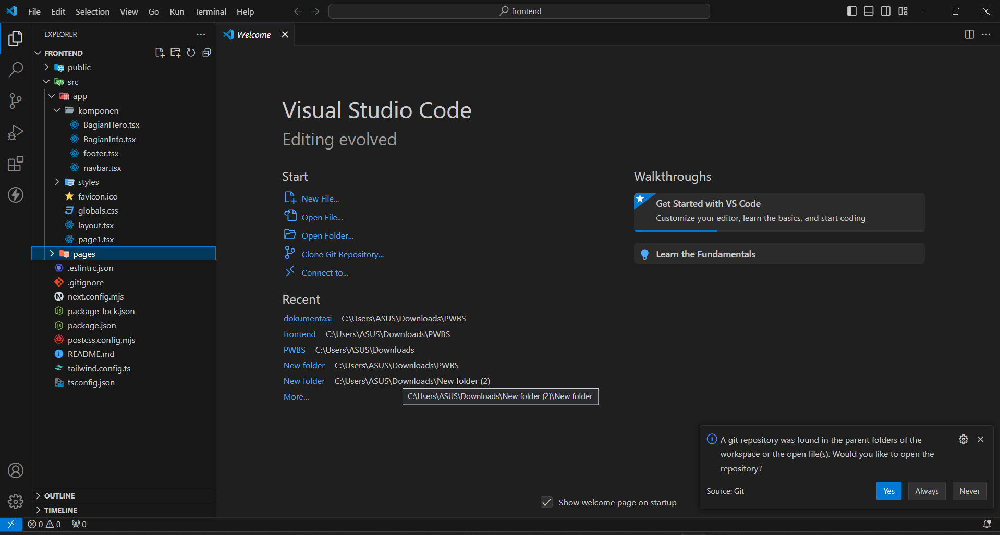 File Edit Selection View Go Run Terminal Help
frontend
EXPLORER
Welcome
FRONTEND
public
src
app
komponen
BagianHero.tsx
BagianInfo.tsx
footer.tsx
navbar.tsx
styles
favicon.ico
globals.css
layout.tsx
page1.tsx
pages
.eslintrc.json
.gitignore
next.config.mjs
package-lock.json
package.json
postcss.config.mjs
README.md
tailwind.config.ts
tsconfig.json
OUTLINE
TIMELINE
Visual Studio Code
Editing evolved
Start
New File...
Open File...
Open Folder...
Clone Git Repository...
Connect to...
Recent
dokumentasi C:\Users\ASUS\Downloads\PWBS
frontend C:\Users\ASUS\Downloads\PWBS
PWBS C:\Users\ASUS\Downloads
New folder C:\Users\ASUS\Downloads\PWBS
New folder C:\Users\ASUS\Downloads\New folder (2)
More...
C:\Users\ASUS\Downloads\New folder (2)\New folder
Walkthroughs
Get Started with VS Code
Customize your editor, learn the basics, and start coding
Learn the Fundamentals
A git repository was found in the parent folders of the
workspace or the open file(s). Would you like to open the
repository?
Source: Git
Yes Always Never
Show welcome page on startup
0 0 0